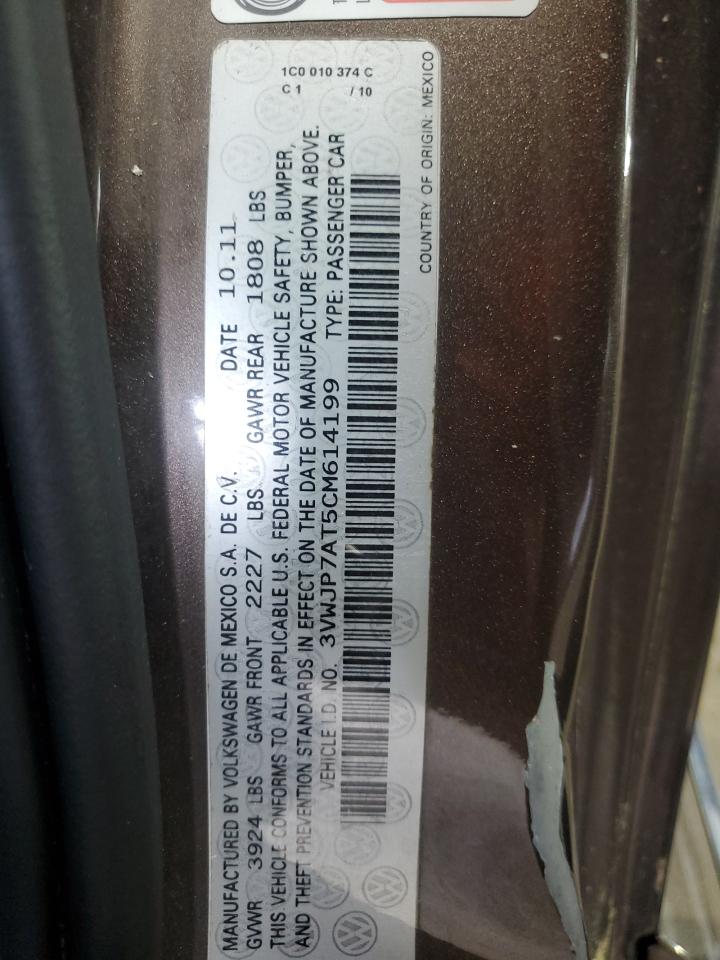 1C0 010 374 C
C 1 / 10
MANUFACTURED BY VOLKSWAGEN DE MEXICO S.A. DE C.V. DATE 10.11
GVWR 3924 LBS GAWR FRONT 2227 LBS GAWR REAR 1808 LBS
THIS VEHICLE CONFORMS TO ALL APPLICABLE U.S. FEDERAL MOTOR VEHICLE SAFETY, BUMPER,
AND THEFT PREVENTION STANDARDS IN EFFECT ON THE DATE OF MANUFACTURE SHOWN ABOVE.
VEHICLE I.D. NO. 3VWJP7AT5CM614199 TYPE: PASSENGER CAR
COUNTRY OF ORIGIN: MEXICO